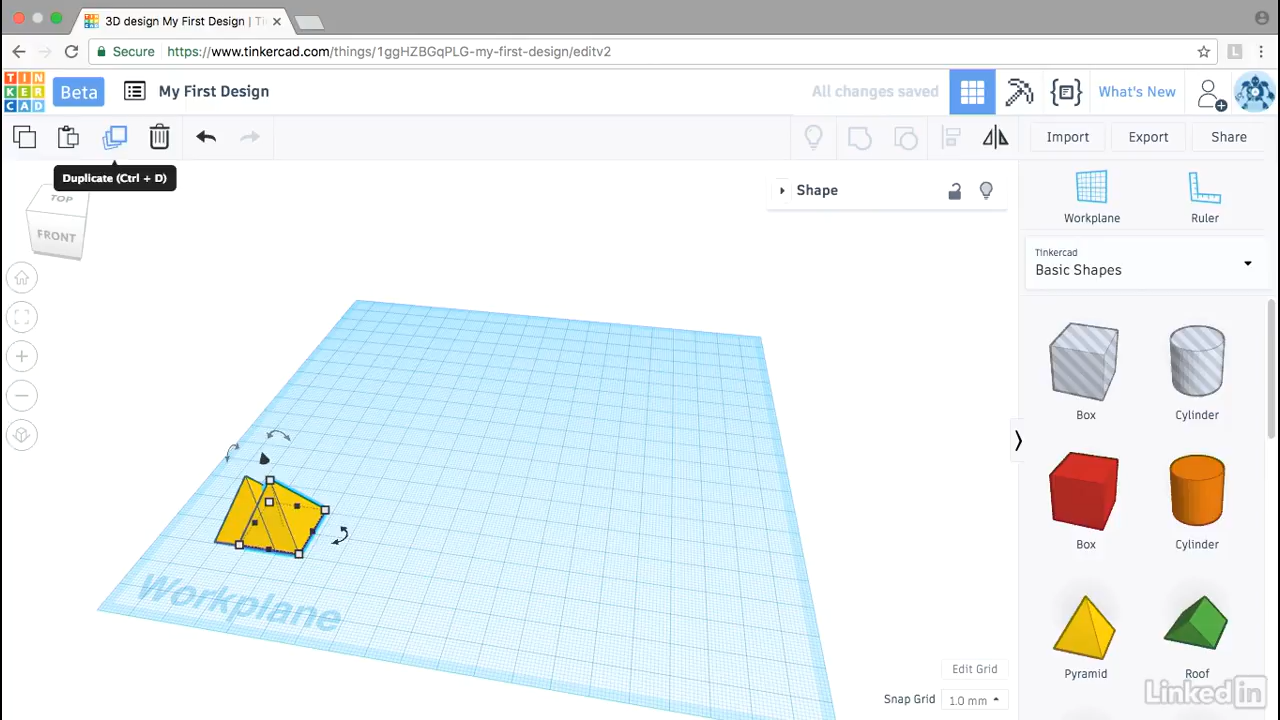 3D design My First Design | Ti
Secure https://www.tinkercad.com/things/1ggHZBGqPLG-my-first-design/editv2
L
TIN
KER
CAD
Beta
My First Design
All changes saved
What's New
Duplicate (Ctrl + D)
Import
Export
Share
TOP
FRONT
Shape
Workplane
Ruler
Tinkercad
Basic Shapes
Box
Cylinder
Box
Cylinder
Pyramid
Roof
Workplane
Edit Grid
Snap Grid
1.0 mm
Linkedin